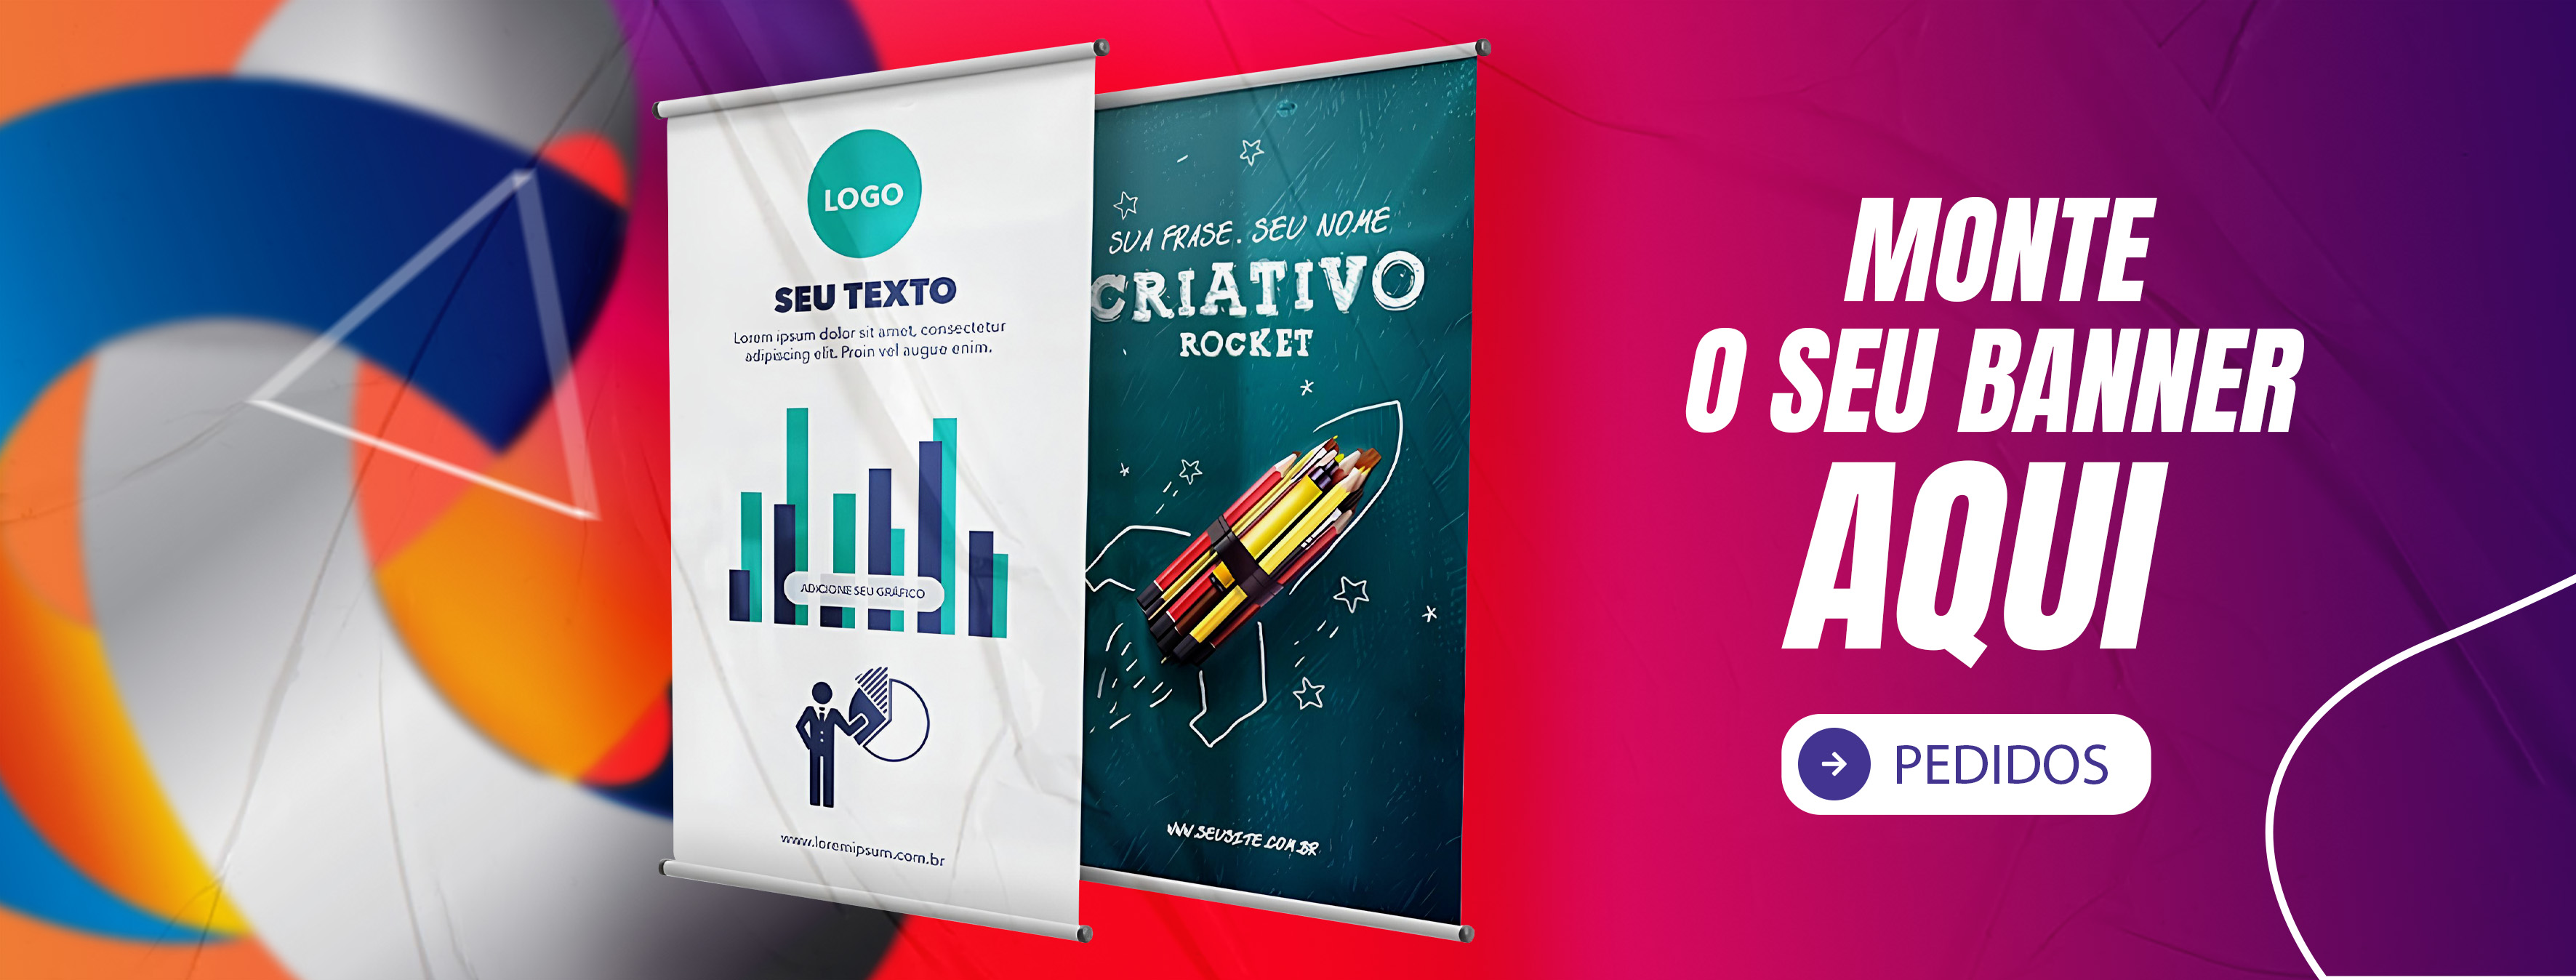 LOGO
SEU TEXTO
Lorem ipsum dolor sit amet, consectetur
adipiscing elit. Proin vel augue enim.
ADICIONE SEU GRÁFICO
www.loremipsum.com.br
SUA FRASE. SEU NOME
CRIATIVO
ROCKET
WWW.SEUSITE.COM.BR
MONTE
O SEU BANNER
AQUI
PEDIDOS